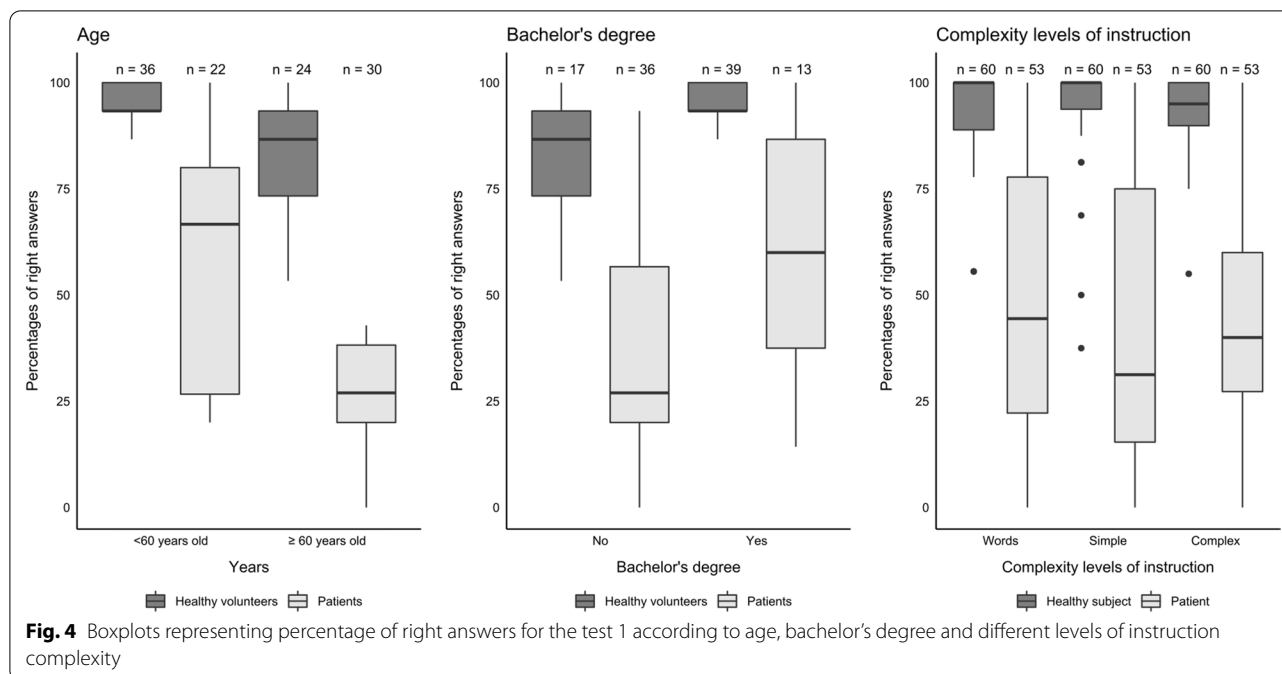 Age
n = 36 n = 22 n = 24 n = 30
100
75
50
25
0
Percentages of right answers
<60 years old ≥ 60 years old
Years
Healthy volunteers Patients
Bachelor's degree
n = 17 n = 36 n = 39 n = 13
100
75
50
25
0
Percentages of right answers
No Yes
Bachelor's degree
Healthy volunteers Patients
Complexity levels of instruction
n = 60 n = 53 n = 60 n = 53 n = 60 n = 53
100
75
50
25
0
Percentages of right answers
Words Simple Complex
Complexity levels of instruction
Healthy subject Patient
Fig. 4 Boxplots representing percentage of right answers for the test 1 according to age, bachelor’s degree and different levels of instruction
complexity